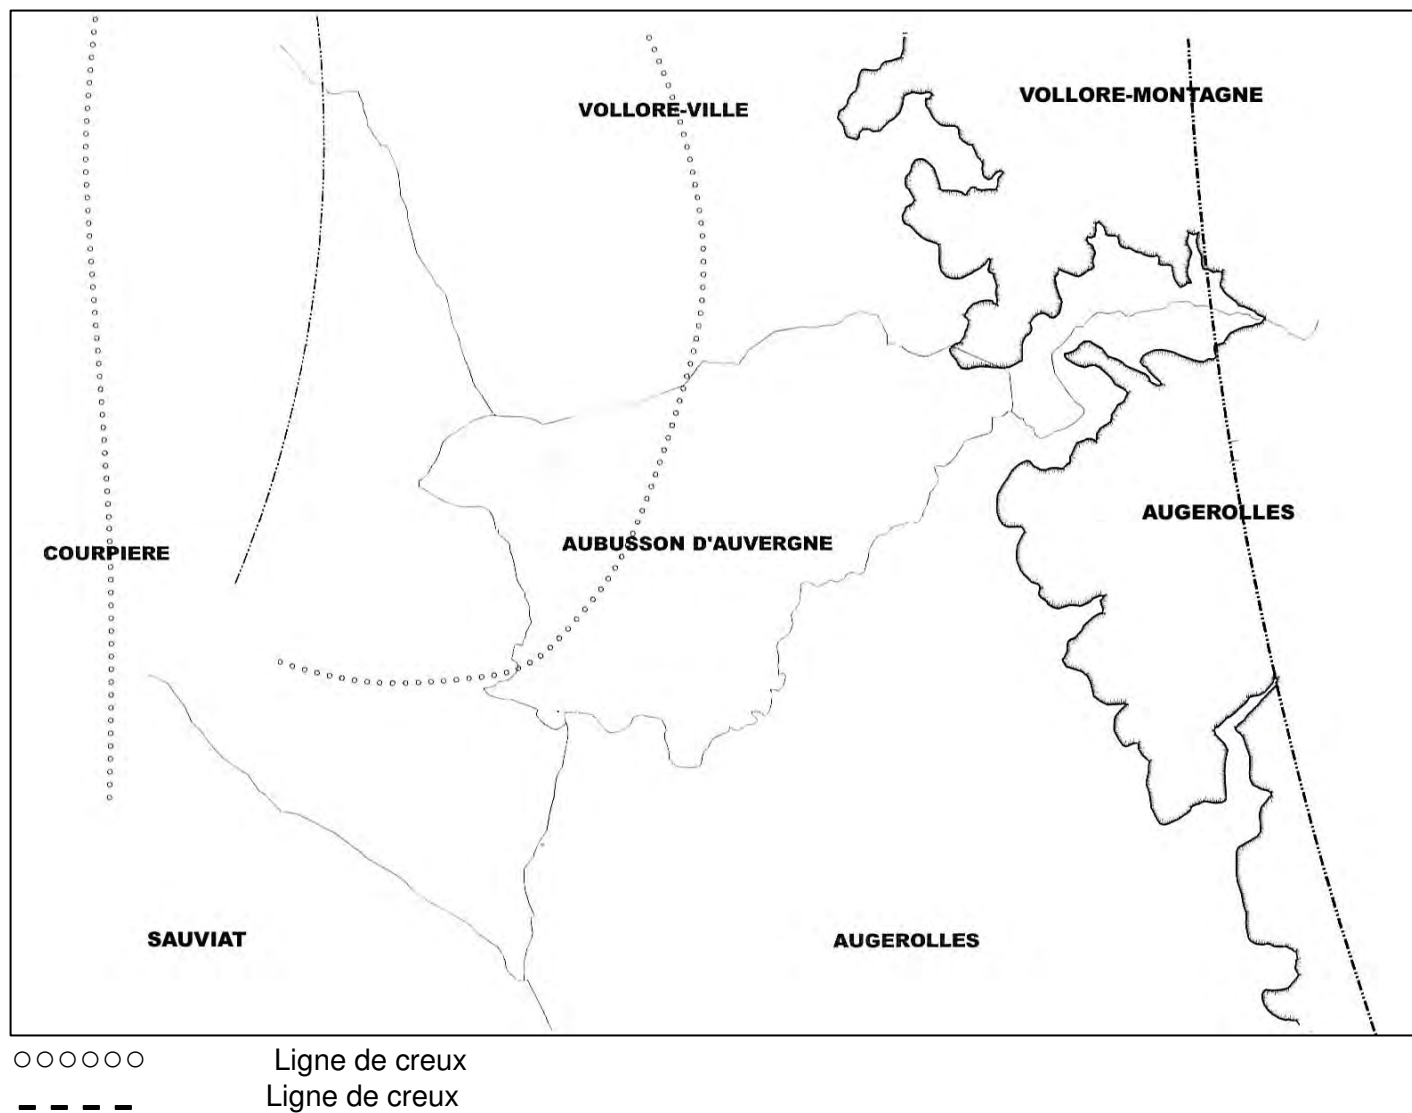 VOLLORE-MONTAGNE
VOLLORE-VILLE
AUGEROLLES
AUBUSSON D'AUVERGNE
COURPIERE
SAUVIAT
AUGEROLLES
Ligne de creux
Ligne de creux